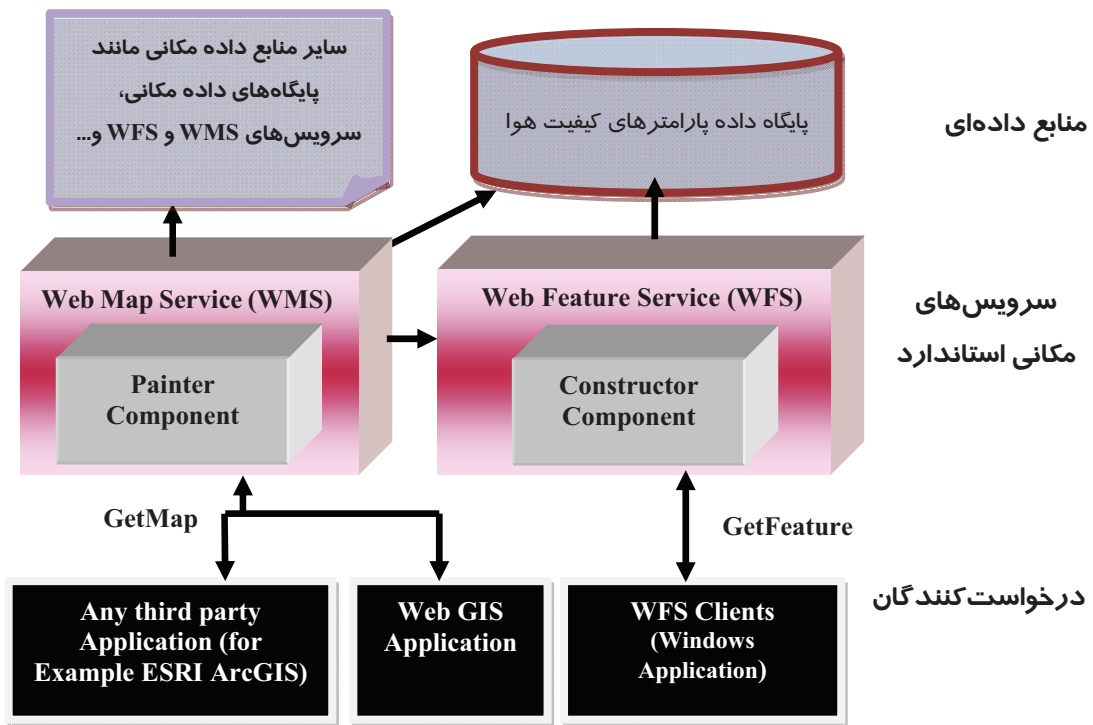 سایر منابع داده مکانی مانند
پایگاه‌های داده مکانی،
سرویس‌های WMS و WFS و...
پایگاه داده پارامترهای کیفیت هوا
منابع داده‌ای
Web Map Service (WMS)
Painter
Component
Web Feature Service (WFS)
Constructor
Component
سرویس‌های
مکانی استاندارد
GetMap
GetFeature
Any third party
Application (for
Example ESRI ArcGIS)
Web GIS
Application
WFS Clients
(Windows
Application)
درخواست‌کنندگان